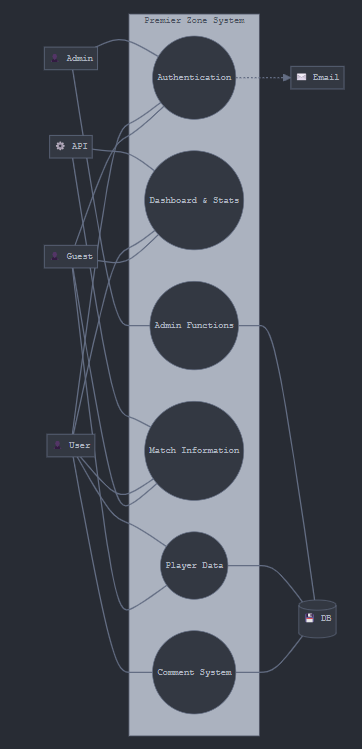 Premier Zone System
Admin
Authentication
Email
API
Dashboard & Stats
Guest
Admin Functions
User
Match Information
Player Data
DB
Comment System